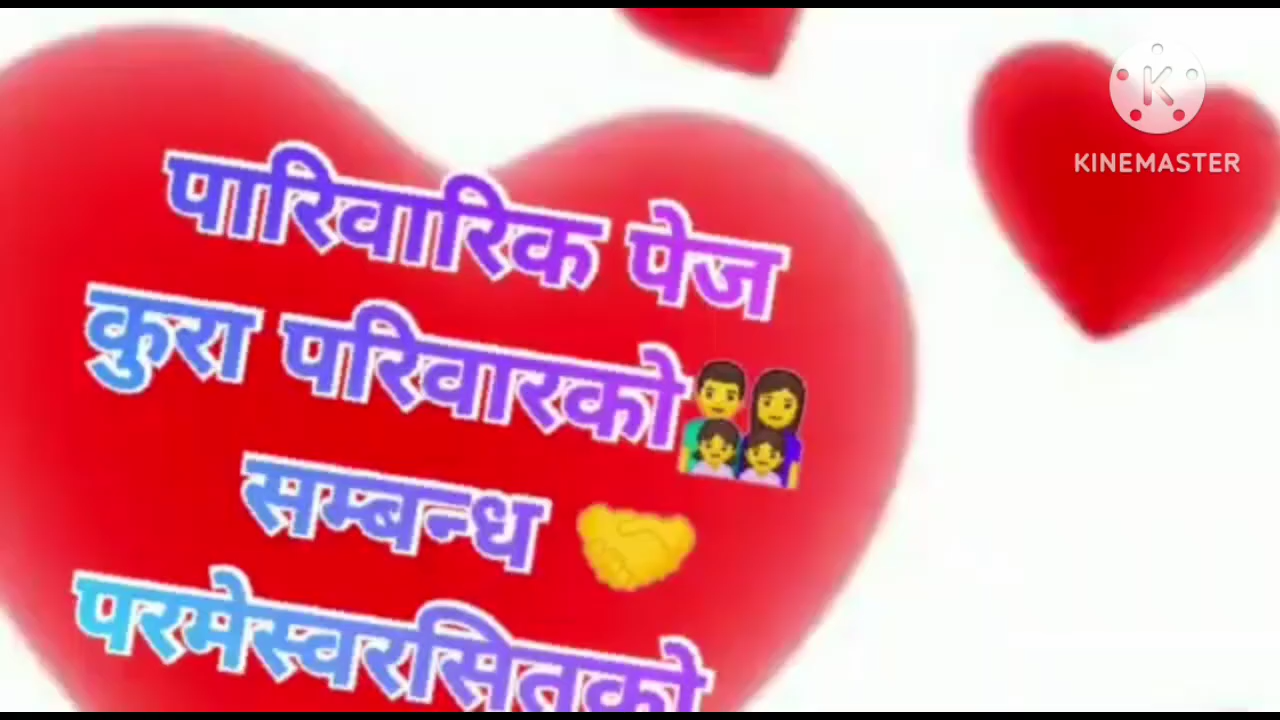 पारिवारिक पेज
कुरा परिवारको
सम्बन्ध
परमेस्वरसितको
KINEMASTER